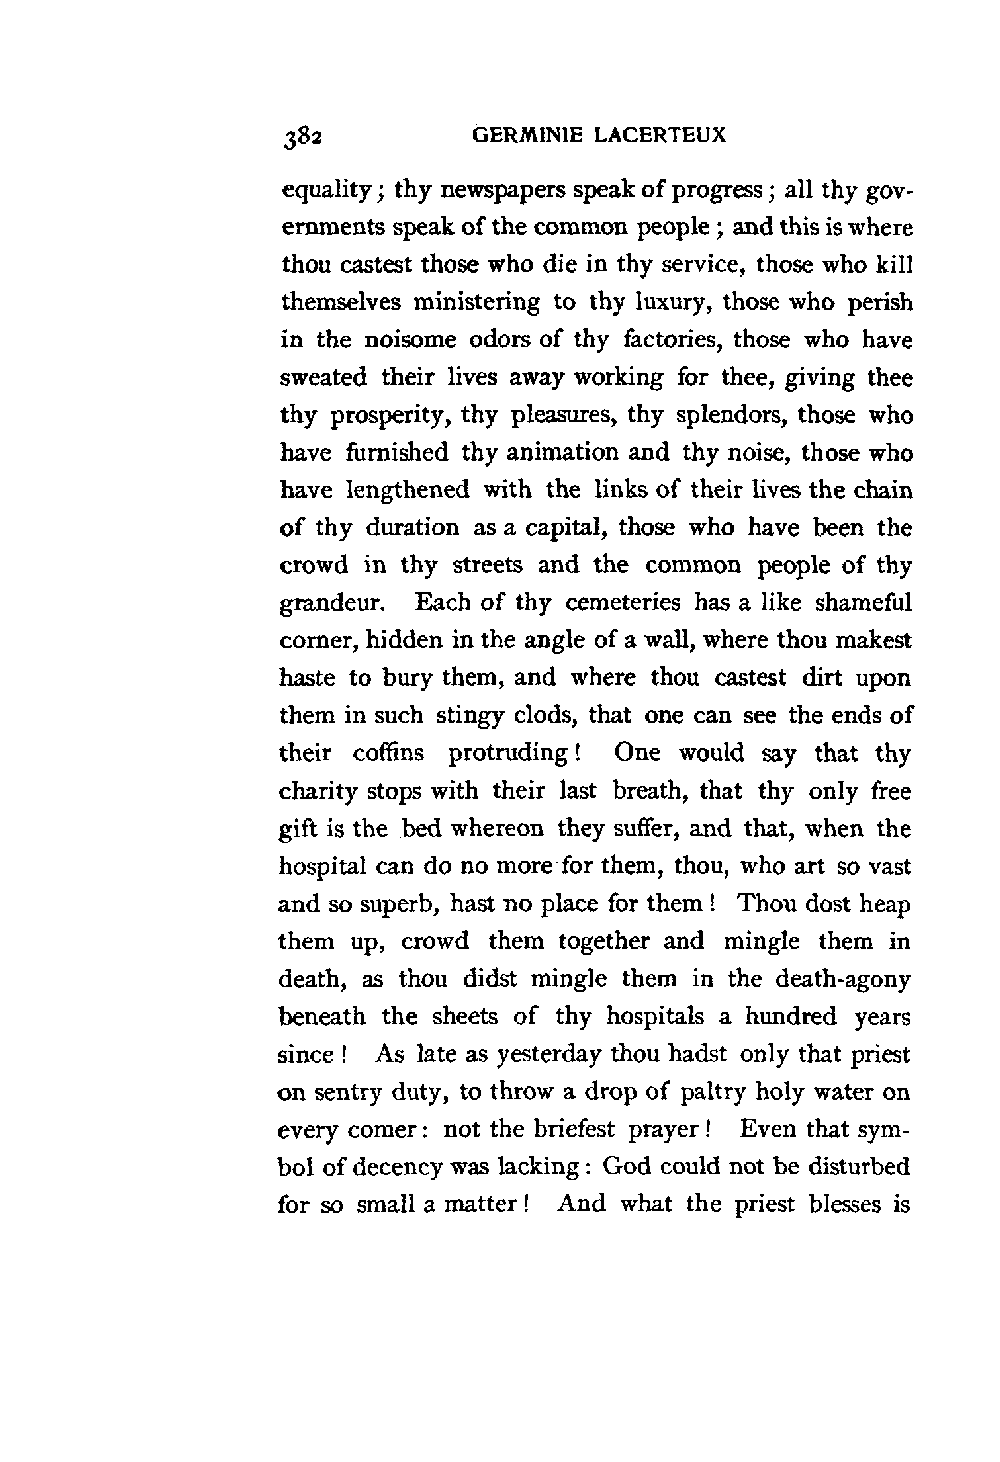 382 GERMINIE LACERTEUX
equality; thy newspapers speak of progress; all thy gov-
ernments speak of the common people; and this is where
thou castest those who die in thy service, those who kill
themselves ministering to thy luxury, those who perish
in the noisome odors of thy factories, those who have
sweated their lives away working for thee, giving thee
thy prosperity, thy pleasures, thy splendors, those who
have furnished thy animation and thy noise, those who
have lengthened with the links of their lives the chain
of thy duration as a capital, those who have been the
crowd in thy streets and the common people of thy
grandeur. Each of thy cemeteries has a like shameful
corner, hidden in the angle of a wall, where thou makest
haste to bury them, and where thou castest dirt upon
them in such stingy clods, that one can see the ends of
their coffins protruding! One would say that thy
charity stops with their last breath, that thy only free
gift is the bed whereon they suffer, and that, when the
hospital can do no more for them, thou, who art so vast
and so superb, hast no place for them! Thou dost heap
them up, crowd them together and mingle them in
death, as thou didst mingle them in the death-agony
beneath the sheets of thy hospitals a hundred years
since! As late as yesterday thou hadst only that priest
on sentry duty, to throw a drop of paltry holy water on
every comer: not the briefest prayer! Even that sym-
bol of decency was lacking: God could not be disturbed
for so small a matter! And what the priest blesses is